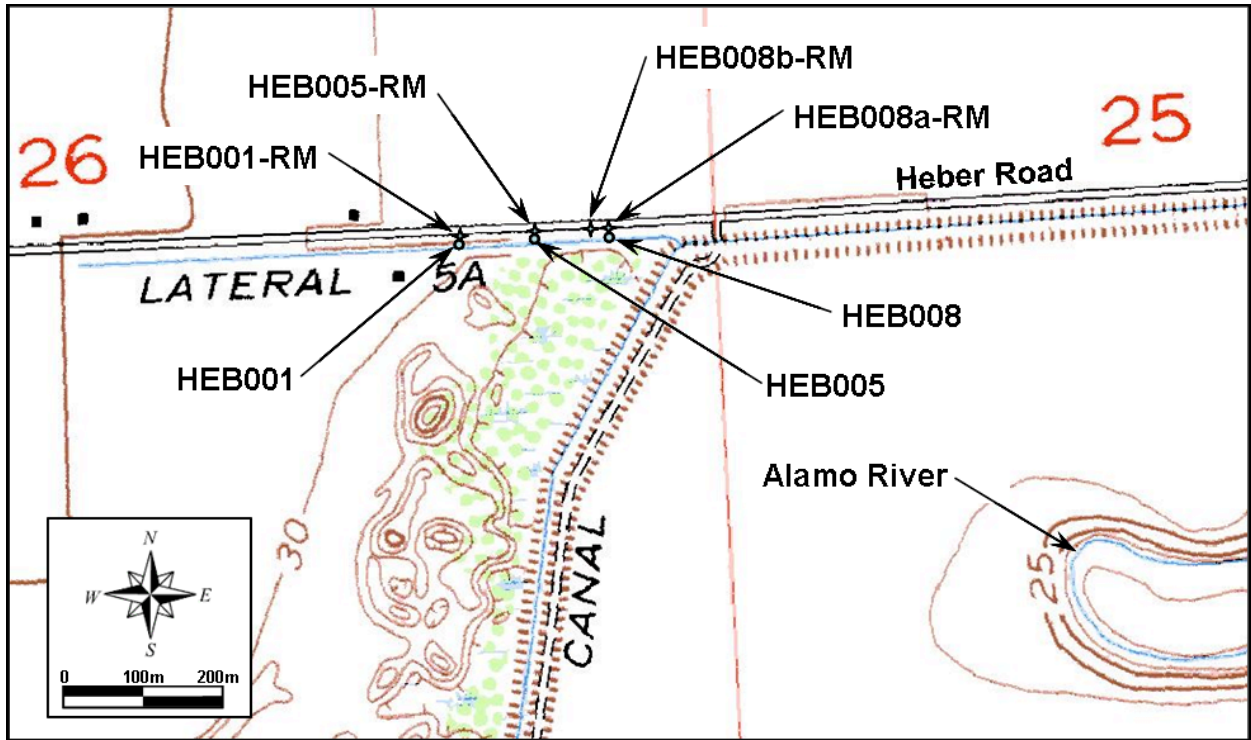 HEB008b-RM
HEB005-RM
HEB008a-RM
25
26
HEB001-RM
Heber Road
LATERAL 5A
HEB008
HEB001
HEB005
Alamo River
30
25
CANAL
N
W E
S
0 100m 200m